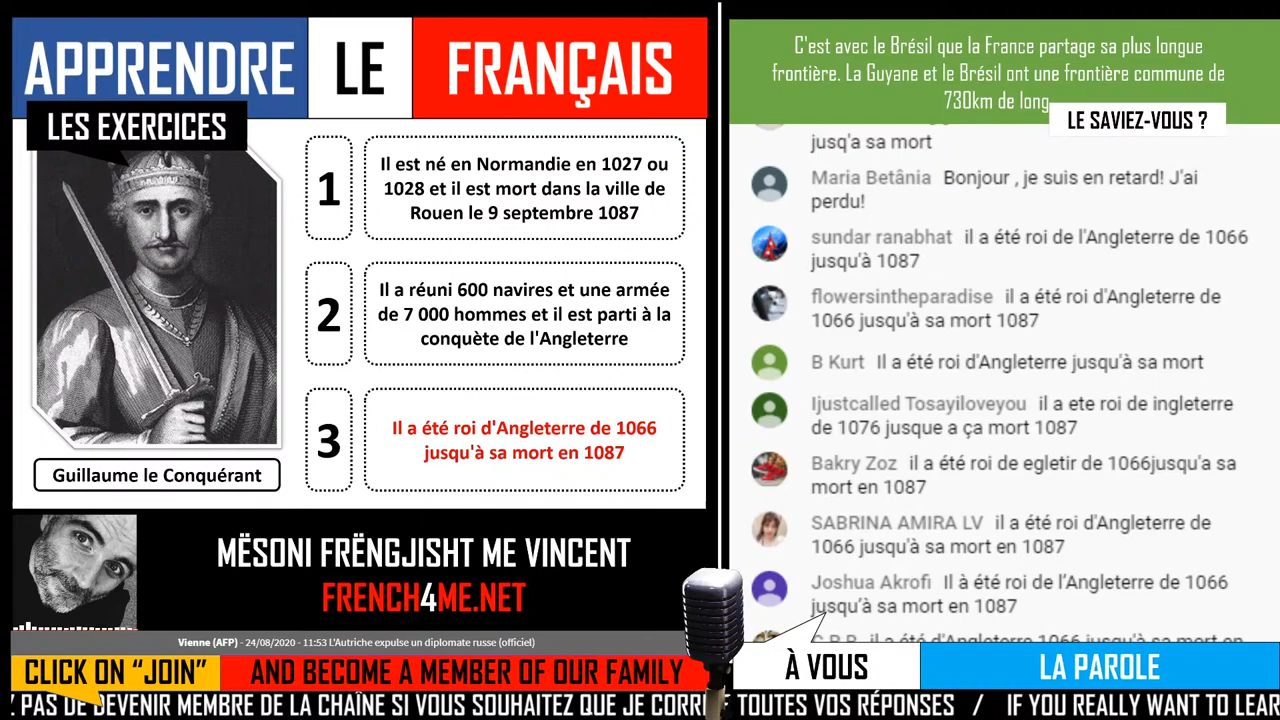 APPRENDRE LE FRANÇAIS
LES EXERCICES
1
Il est né en Normandie en 1027 ou
1028 et il est mort dans la ville de
Rouen le 9 septembre 1087
2
Il a réuni 600 navires et une armée
de 7 000 hommes et il est parti à la
conquète de l'Angleterre
3
Il a été roi d'Angleterre de 1066
jusqu'à sa mort en 1087
Guillaume le Conquérant
MËSONI FRËNGJISHT ME VINCENT
FRENCH4ME.NET
Vienne (AFP) - 24/08/2020 - 11:53 L'Autriche expulse un diplomate russe (officiel)
CLICK ON “JOIN” AND BECOME A MEMBER OF OUR FAMILY
C'est avec le Brésil que la France partage sa plus longue
frontière. La Guyane et le Brésil ont une frontière commune de
730km de long
LE SAVIEZ-VOUS ?
jusq'a sa mort
Maria Betânia Bonjour , je suis en retard! J'ai
perdu!
sundar ranabhat il a été roi de l'Angleterre de 1066
jusqu'à 1087
flowersintheparadise il a été roi d'Angleterre de
1066 jusqu'à sa mort 1087
B Kurt Il a été roi d'Angleterre jusqu'à sa mort
Ijustcalled Tosayiloveyou il a ete roi de ingleterre
de 1076 jusque a ça mort 1087
Bakry Zoz il a été roi de egletir de 1066jusqu'a sa
mort en 1087
SABRINA AMIRA LV il a été roi d'Angleterre de
1066 jusqu'à sa mort en 1087
Joshua Akrofi Il à été roi de l’Angleterre de 1066
jusqu’à sa mort en 1087
il a été d'Angleterre 1066 jusqu'à sa mort en
À VOUS LA PAROLE
PAS DE DEVENIR MEMBRE DE LA CHAÎNE SI VOUS SOUHAITEZ QUE JE CORRI TOUTES VOS RÉPONSES / IF YOU REALLY WANT TO LEAR